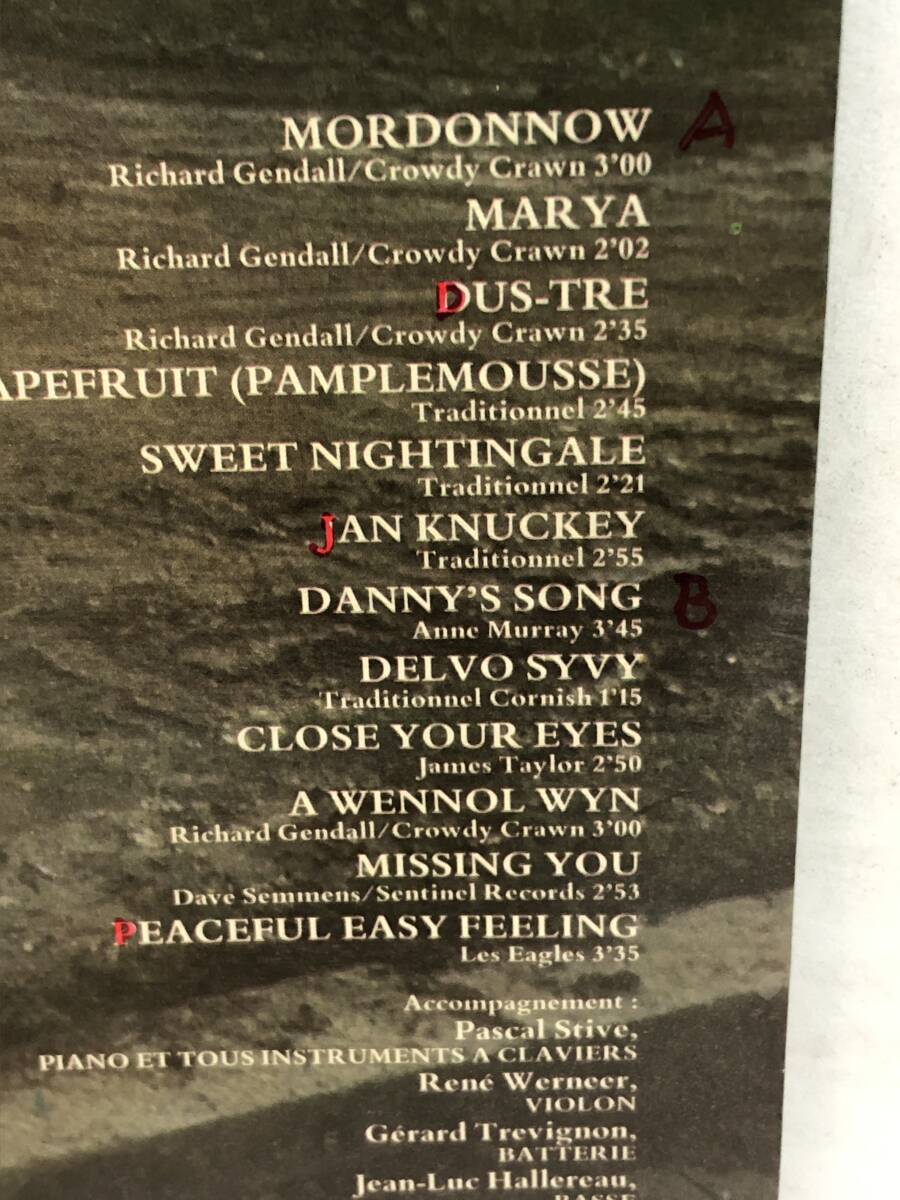 MORDONNOW A
Richard Gendall/Crowdy Crawn 3'00
MARYA
Richard Gendall/Crowdy Crawn 2'02
DUS-TRE
Richard Gendall/Crowdy Crawn 2'35
APEFRUIT (PAMPLEMOUSSE)
Traditionnel 2'45
SWEET NIGHTINGALE
Traditionnel 2'21
JAN KNUCKEY
Traditionnel 2'55
DANNY'S SONG B
Anne Murray 3'45
DELVO SYVY
Traditionnel Cornish 1'15
CLOSE YOUR EYES
James Taylor 2'50
A WENNOL WYN
Richard Gendall/Crowdy Crawn 3'00
MISSING YOU
Dave Semmens/Sentinel Records 2'53
PEACEFUL EASY FEELING
Les Eagles 3'35
Accompagnement :
Pascal Stive,
PIANO ET TOUS INSTRUMENTS A CLAVIERS
René Werneer,
VIOLON
Gérard Trevignon,
BATTERIE
Jean-Luc Hallereau,
BASSE